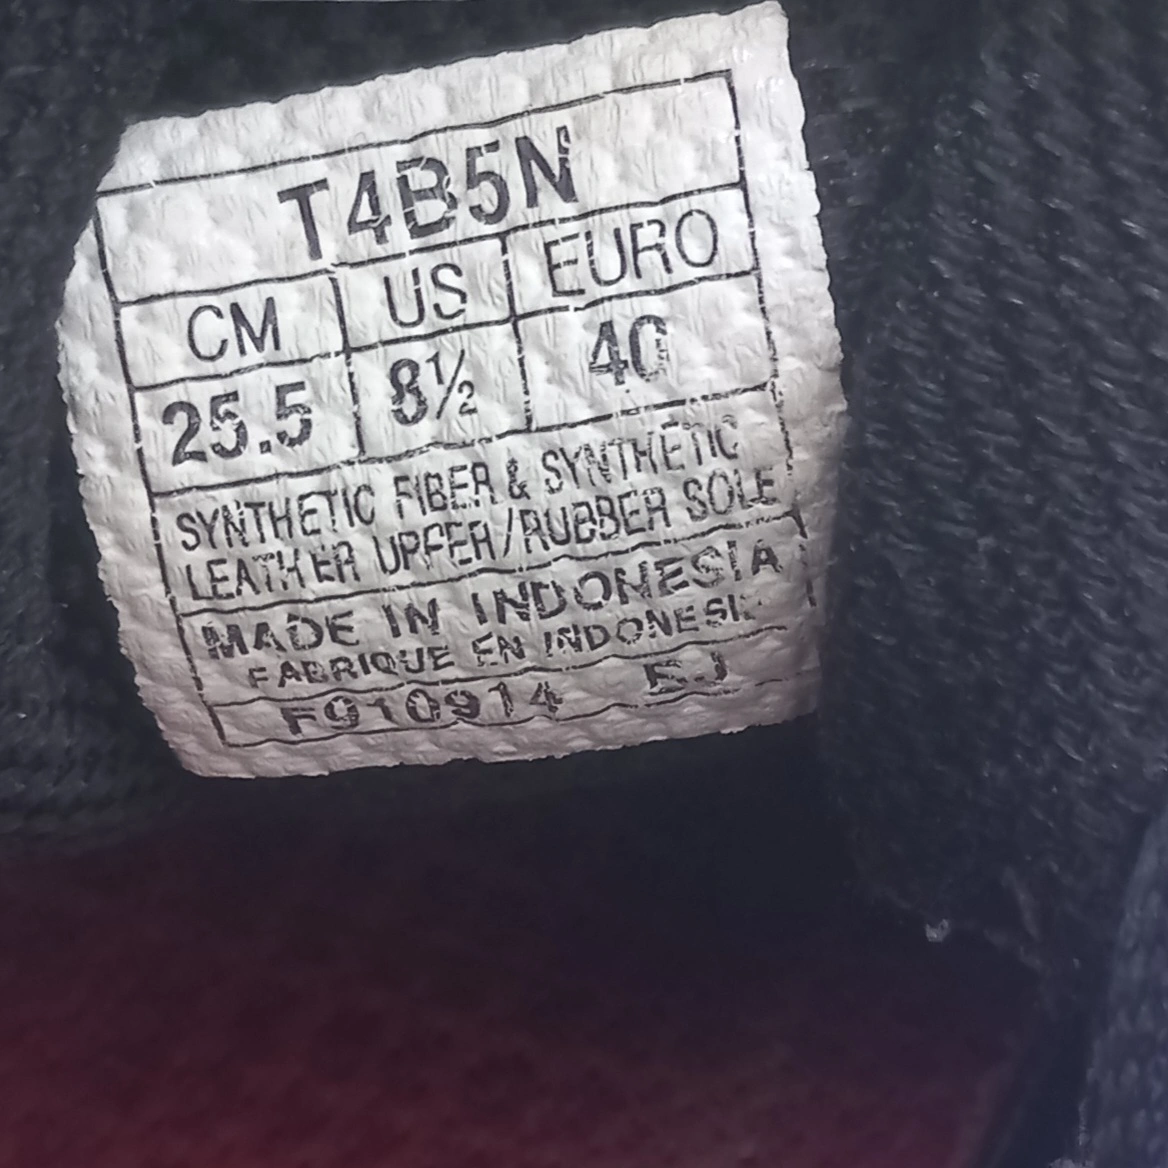 T4B5N
CM US EURO
25.5 8½ 40
SYNTHETIC FIBER & SYNTHETIC
LEATHER UPPER/RUBBER SOLE
MADE IN INDONESIA
FABRIQUE EN INDONESIE
F910914 EJ